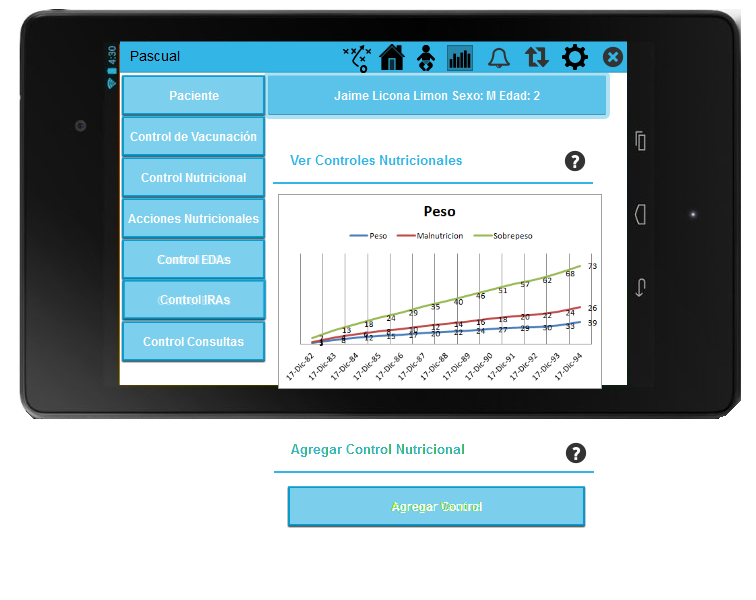 4:30
Pascual
Paciente
Jaime Licona Limon Sexo: M Edad: 2
Control de Vacunación
Control Nutricional
Acciones Nutricionales
Control EDAs
Control IRAs
Control Consultas
Ver Controles Nutricionales
?
Peso
Peso Malnutricion Sobrepeso
13 18 24 29 35 40 46 51 57 62 68 73
10 12 14 16 18 20 22 24 26
8 12 15 17 20 22 24 27 29 30 33 39
17-Dic-82 17-Dic-83 17-Dic-84 17-Dic-85 17-Dic-86 17-Dic-87 17-Dic-88 17-Dic-89 17-Dic-90 17-Dic-91 17-Dic-92 17-Dic-93 17-Dic-94
Agregar Control Nutricional
?
Agregar Control